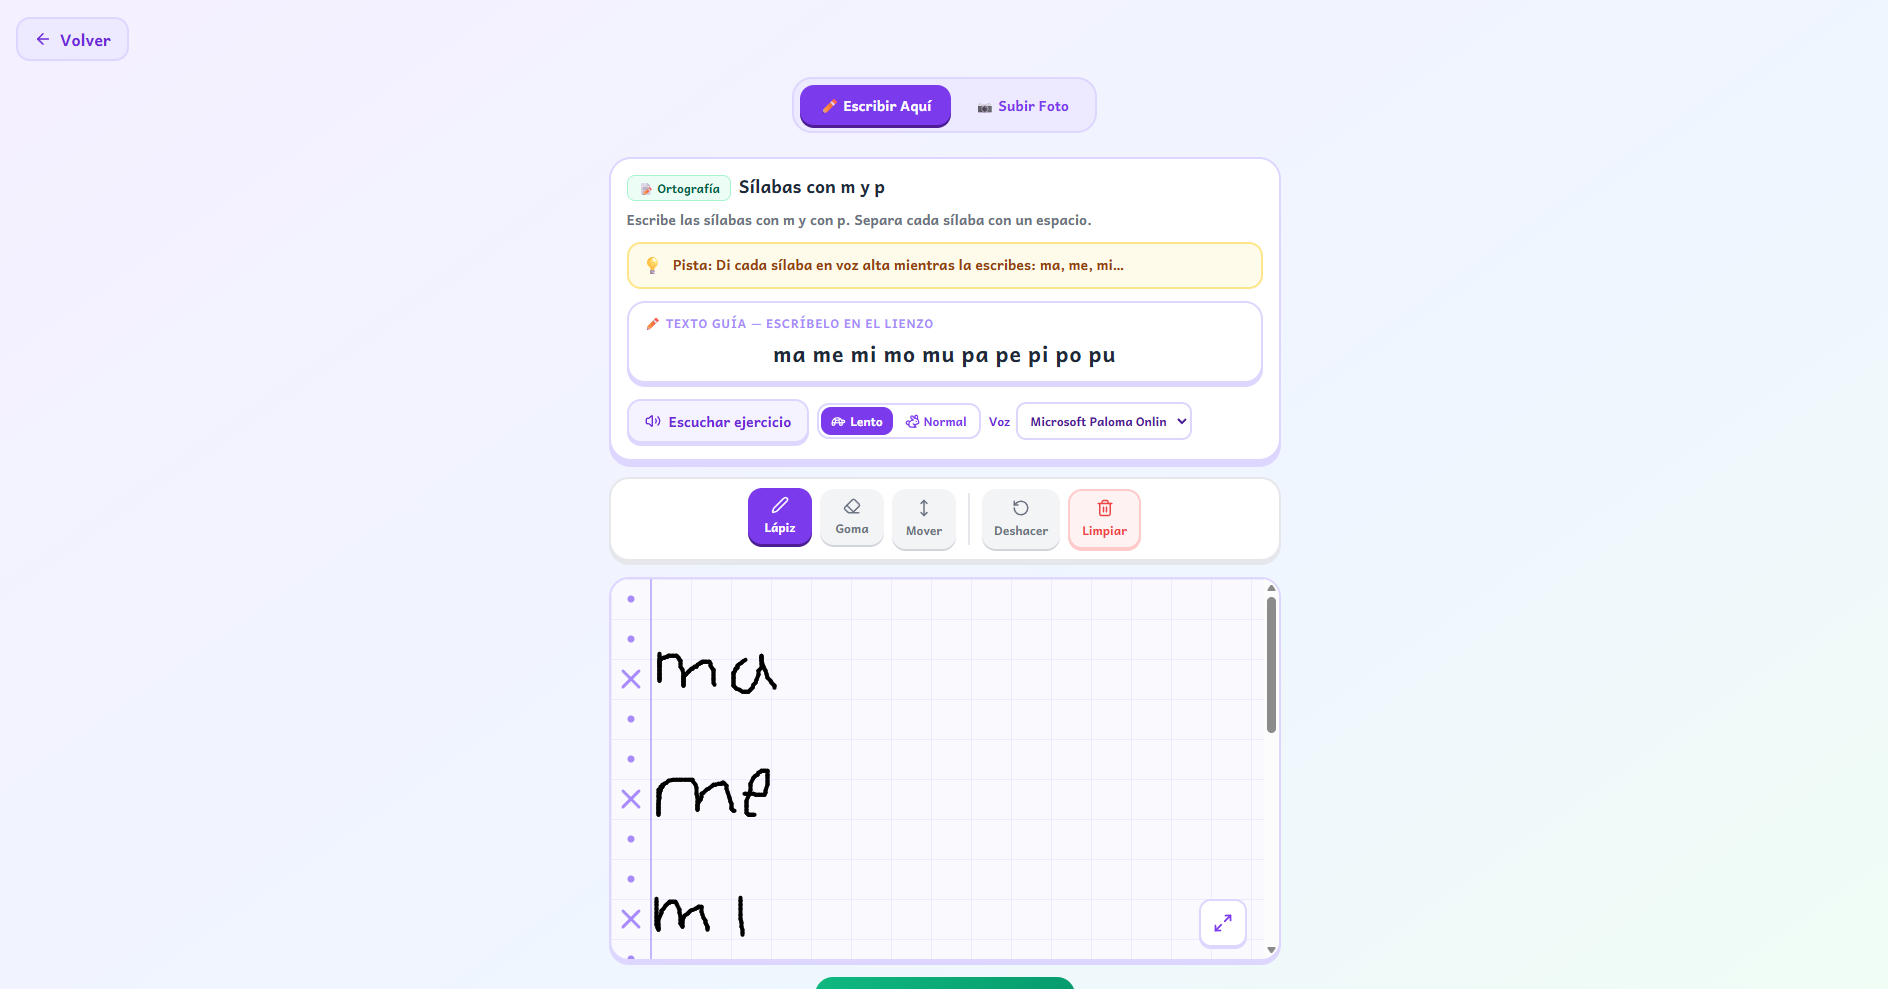 Volver
Escribir Aquí
Subir Foto
Ortografía Sílabas con m y p
Escribe las sílabas con m y con p. Separa cada sílaba con un espacio.
Pista: Di cada sílaba en voz alta mientras la escribes: ma, me, mi...
TEXTO GUÍA — ESCRÍBELO EN EL LIENZO
ma me mi mo mu pa pe pi po pu
Escuchar ejercicio Lento Normal Voz Microsoft Paloma Onlin
Lápiz Goma Mover Deshacer Limpiar
ma
me
mı